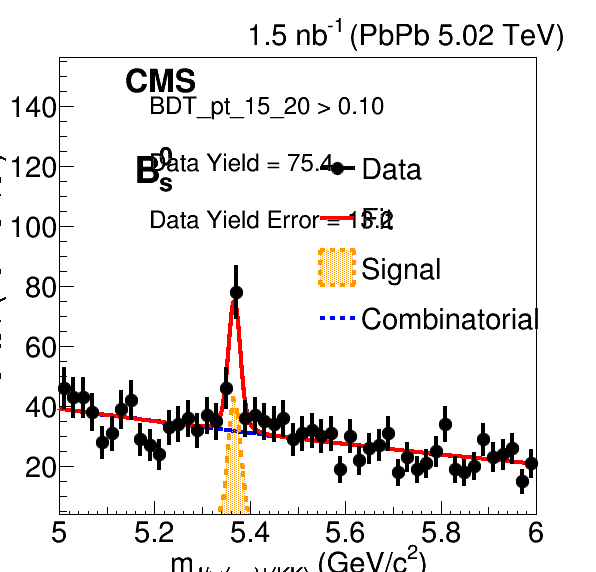 1.5 nb⁻¹ (PbPb 5.02 TeV)
CMS
BDT_pt_15_20 > 0.10
B⁰ₛ
Data Yield = 75.4
Data
Data Yield Error = 13.2
Fit
Signal
Combinatorial
140
120
100
80
60
40
20
5
5.2
5.4
5.6
5.8
6
m (GeV/c²)